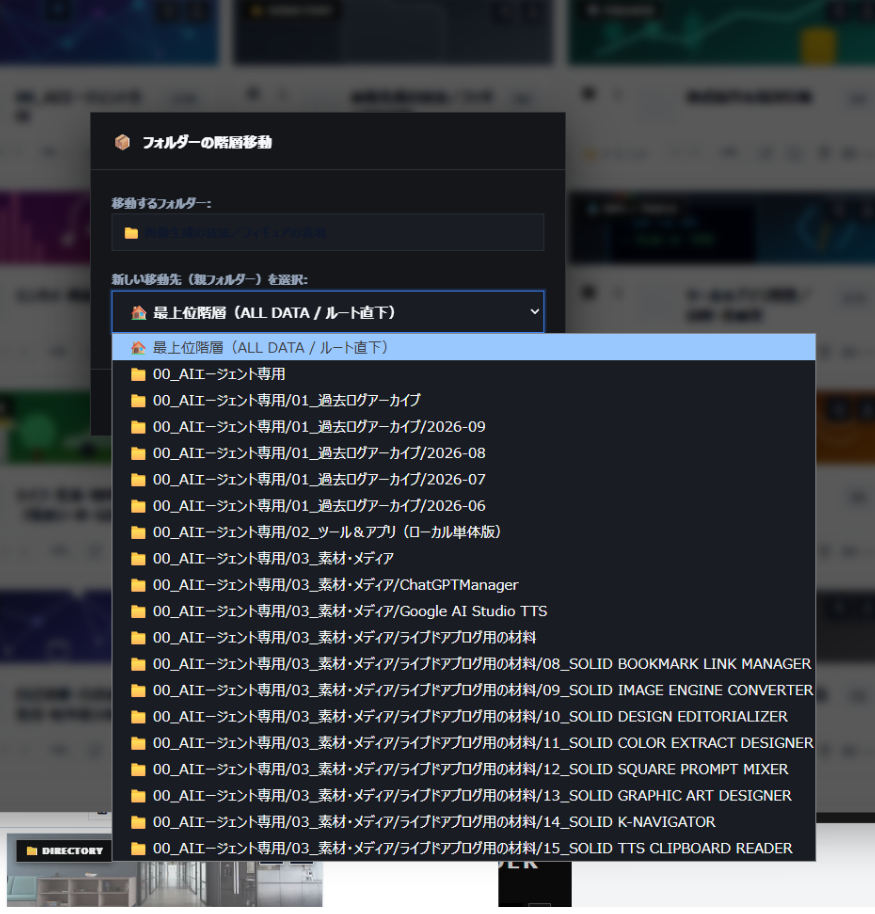 フォルダーの階層移動
移動するフォルダー:
新しい移動先（親フォルダー）を選択:
最上位階層（ALL DATA / ルート直下）
最上位階層（ALL DATA / ルート直下）
00_AIエージェント専用
00_AIエージェント専用/01_過去ログアーカイブ
00_AIエージェント専用/01_過去ログアーカイブ/2026-09
00_AIエージェント専用/01_過去ログアーカイブ/2026-08
00_AIエージェント専用/01_過去ログアーカイブ/2026-07
00_AIエージェント専用/01_過去ログアーカイブ/2026-06
00_AIエージェント専用/02_ツール＆アプリ（ローカル単体版）
00_AIエージェント専用/03_素材・メディア
00_AIエージェント専用/03_素材・メディア/ChatGPTManager
00_AIエージェント専用/03_素材・メディア/Google AI Studio TTS
00_AIエージェント専用/03_素材・メディア/ライブドアブログ用の材料
00_AIエージェント専用/03_素材・メディア/ライブドアブログ用の材料/08_SOLID BOOKMARK LINK MANAGER
00_AIエージェント専用/03_素材・メディア/ライブドアブログ用の材料/09_SOLID IMAGE ENGINE CONVERTER
00_AIエージェント専用/03_素材・メディア/ライブドアブログ用の材料/10_SOLID DESIGN EDITORIALIZER
00_AIエージェント専用/03_素材・メディア/ライブドアブログ用の材料/11_SOLID COLOR EXTRACT DESIGNER
00_AIエージェント専用/03_素材・メディア/ライブドアブログ用の材料/12_SOLID SQUARE PROMPT MIXER
00_AIエージェント専用/03_素材・メディア/ライブドアブログ用の材料/13_SOLID GRAPHIC ART DESIGNER
00_AIエージェント専用/03_素材・メディア/ライブドアブログ用の材料/14_SOLID K-NAVIGATOR
00_AIエージェント専用/03_素材・メディア/ライブドアブログ用の材料/15_SOLID TTS CLIPBOARD READER
DIRECTORY